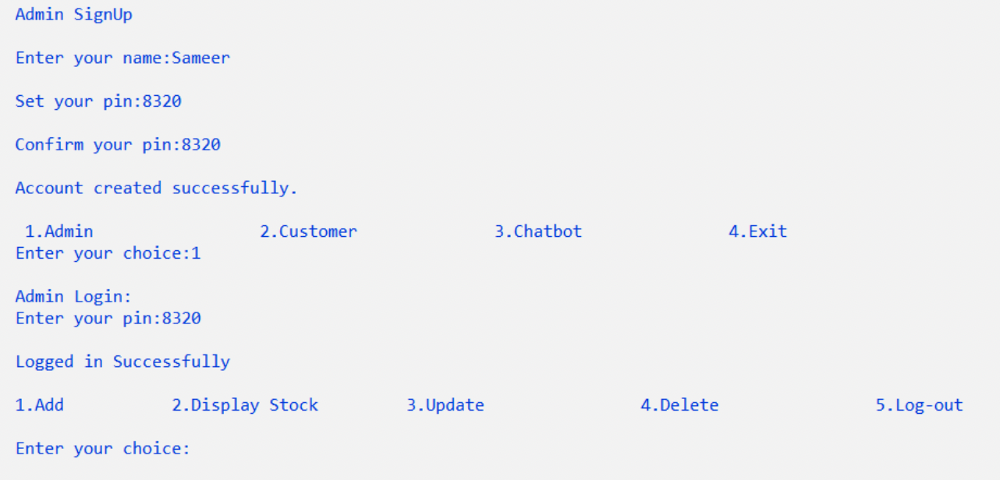 Admin SignUp
Enter your name:Sameer
Set your pin:8320
Confirm your pin:8320
Account created successfully.
1.Admin 2.Customer 3.Chatbot 4.Exit
Enter your choice:1
Admin Login:
Enter your pin:8320
Logged in Successfully
1.Add 2.Display Stock 3.Update 4.Delete 5.Log-out
Enter your choice: